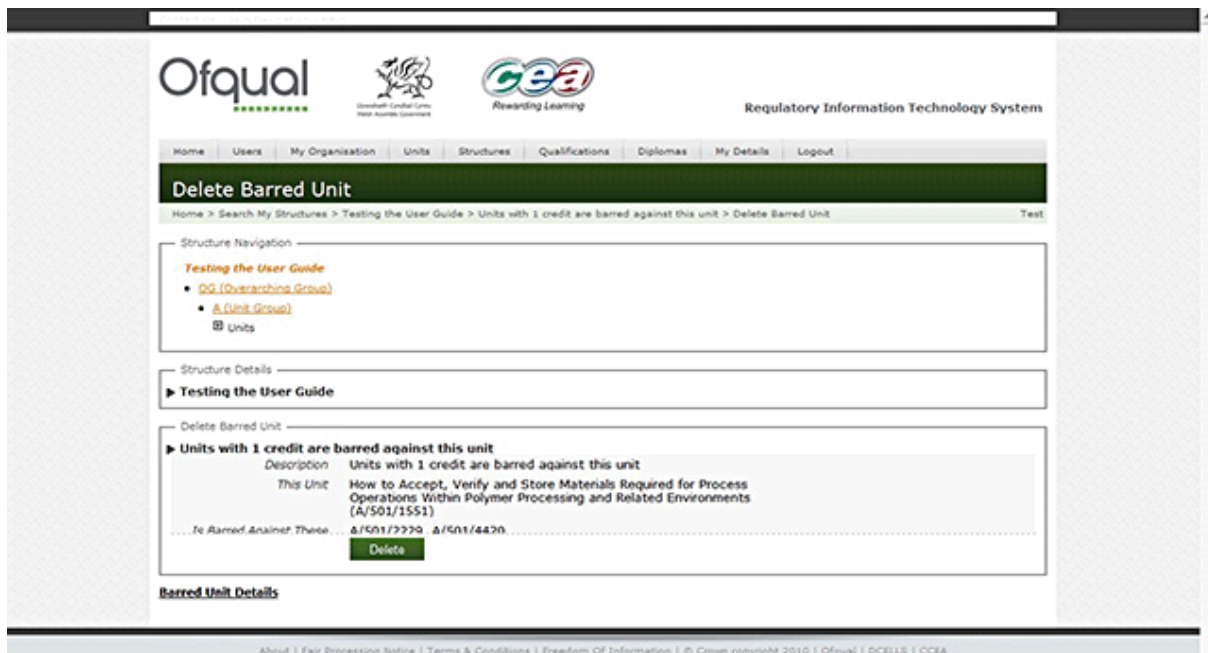 Ofqual
Llywodraeth Cynulliad Cymru
Welsh Assembly Government
cea
Rewarding Learning
Regulatory Information Technology System
Home Users My Organisation Units Structures Qualifications Diplomas My Details Logout
Delete Barred Unit
Home > Search My Structures > Testing the User Guide > Units with 1 credit are barred against this unit > Delete Barred Unit Test
Structure Navigation
Testing the User Guide
OG (Overarching Group)
A (Unit Group)
Units
Structure Details
Testing the User Guide
Delete Barred Unit
Units with 1 credit are barred against this unit
Description Units with 1 credit are barred against this unit
This Unit How to Accept, Verify and Store Materials Required for Process
Operations Within Polymer Processing and Related Environments
(A/501/1551)
Is Barred Against These A/501/2229, A/501/4420
Delete
Barred Unit Details
About | Fair Processing Notice | Terms & Conditions | Freedom Of Information | © Crown copyright 2010 | Ofqual | DCELLS | CCEA